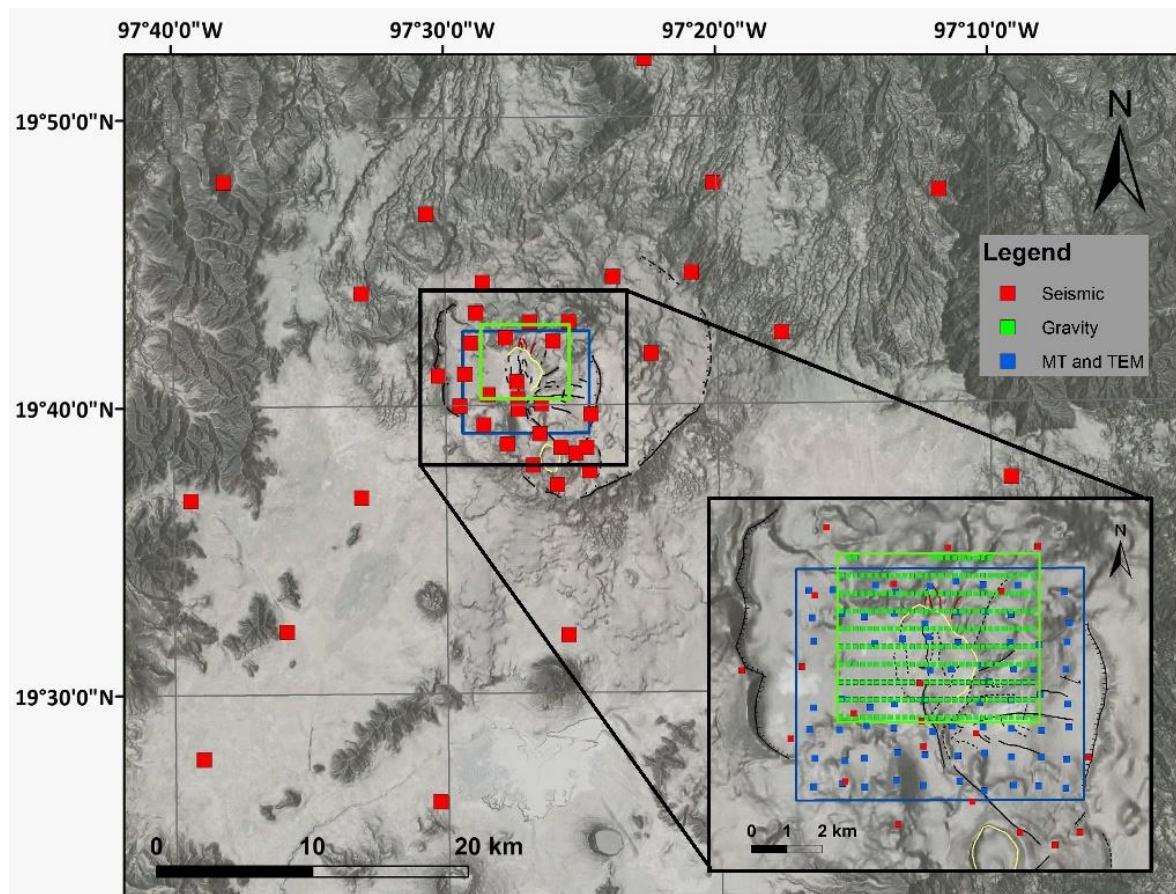 97°40'0"W 97°30'0"W 97°20'0"W 97°10'0"W
19°50'0"N
N
Legend
Seismic
Gravity
MT and TEM
19°40'0"N
N
19°30'0"N
0 1 2 km
0 10 20 km